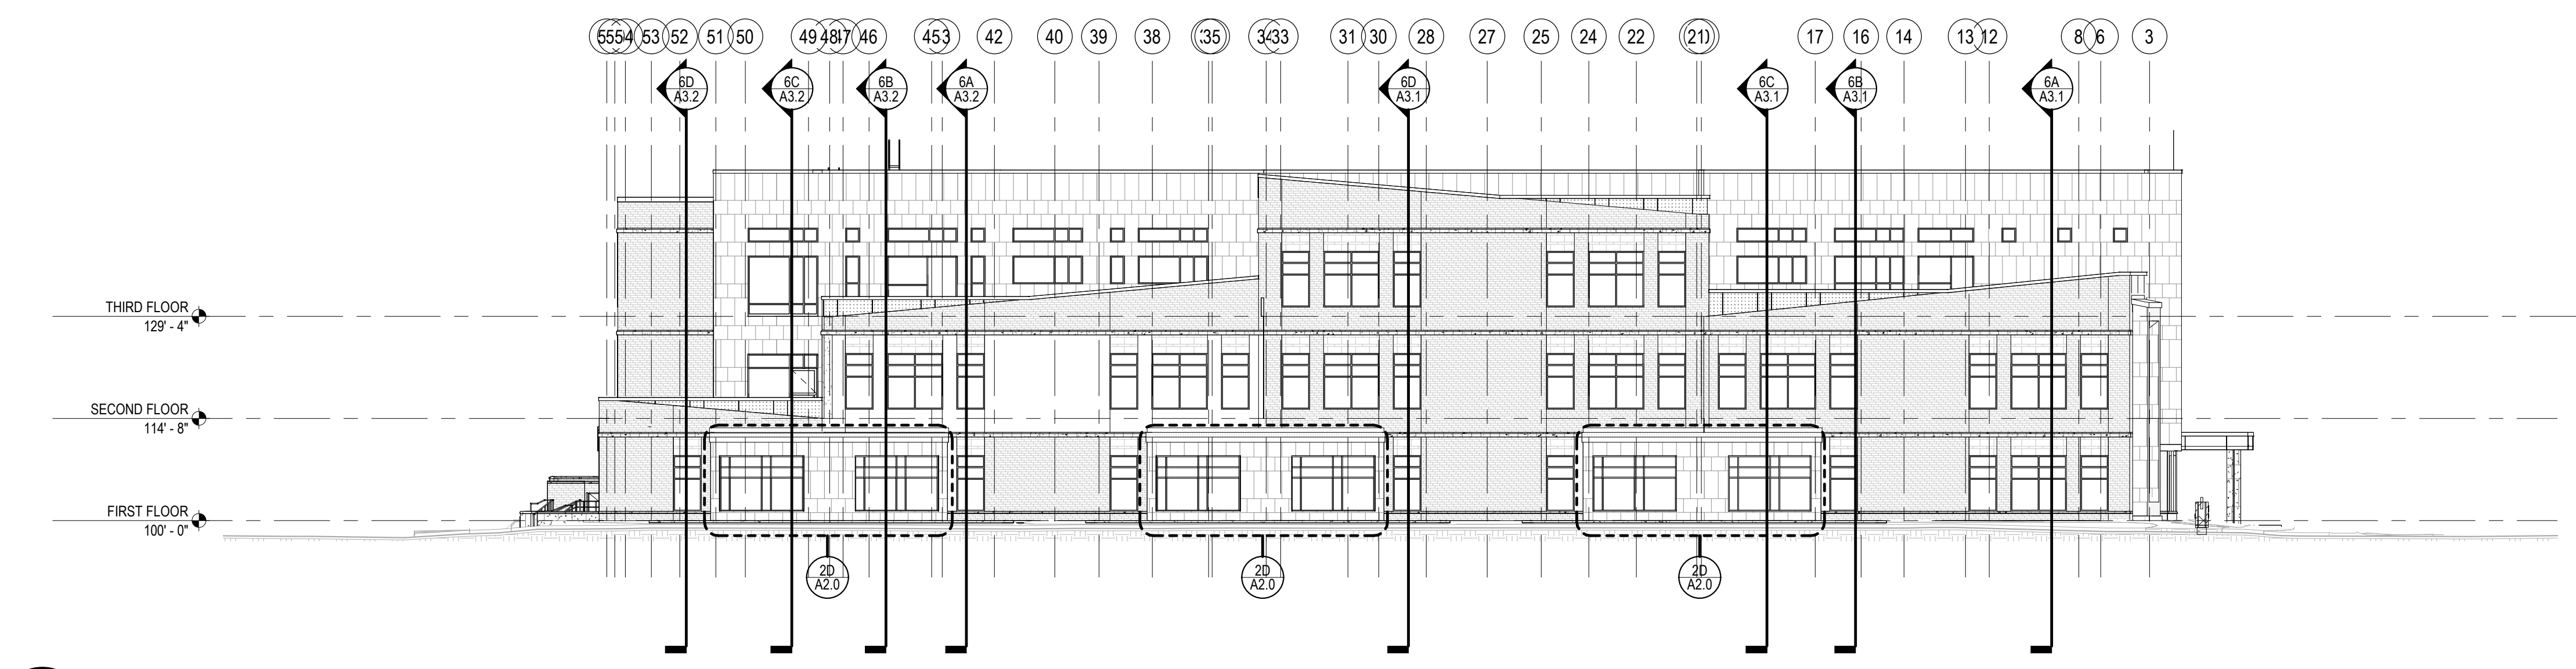 55 54 53 52 51 50 49 48 47 46 45 43 42 40 39 38 35 34 33 31 30 28 27 25 24 22 21 17 16 14 13 12 8 6 3
6D 6C 6B 6A 6D 6C 6B 6A
A3.2 A3.2 A3.2 A3.2 A3.1 A3.1 A3.1 A3.1
THIRD FLOOR
129' - 4"
SECOND FLOOR
114' - 8"
FIRST FLOOR
100' - 0"
2D 2D 2D
A2.0 A2.0 A2.0